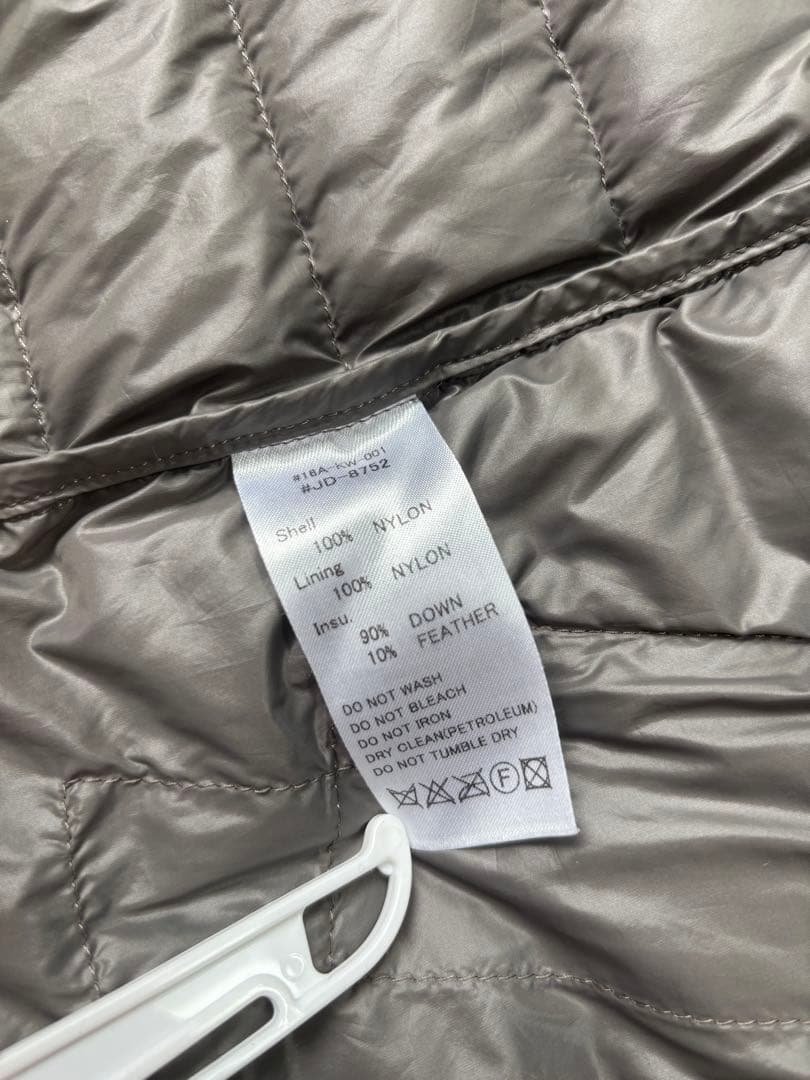 #16A-KW-001
#JD-8752
Shell
100% NYLON
Lining
100% NYLON
Insu.
90% DOWN
10% FEATHER
DO NOT WASH
DO NOT BLEACH
DO NOT IRON
DRY CLEAN(PETROLEUM)
DO NOT TUMBLE DRY
F